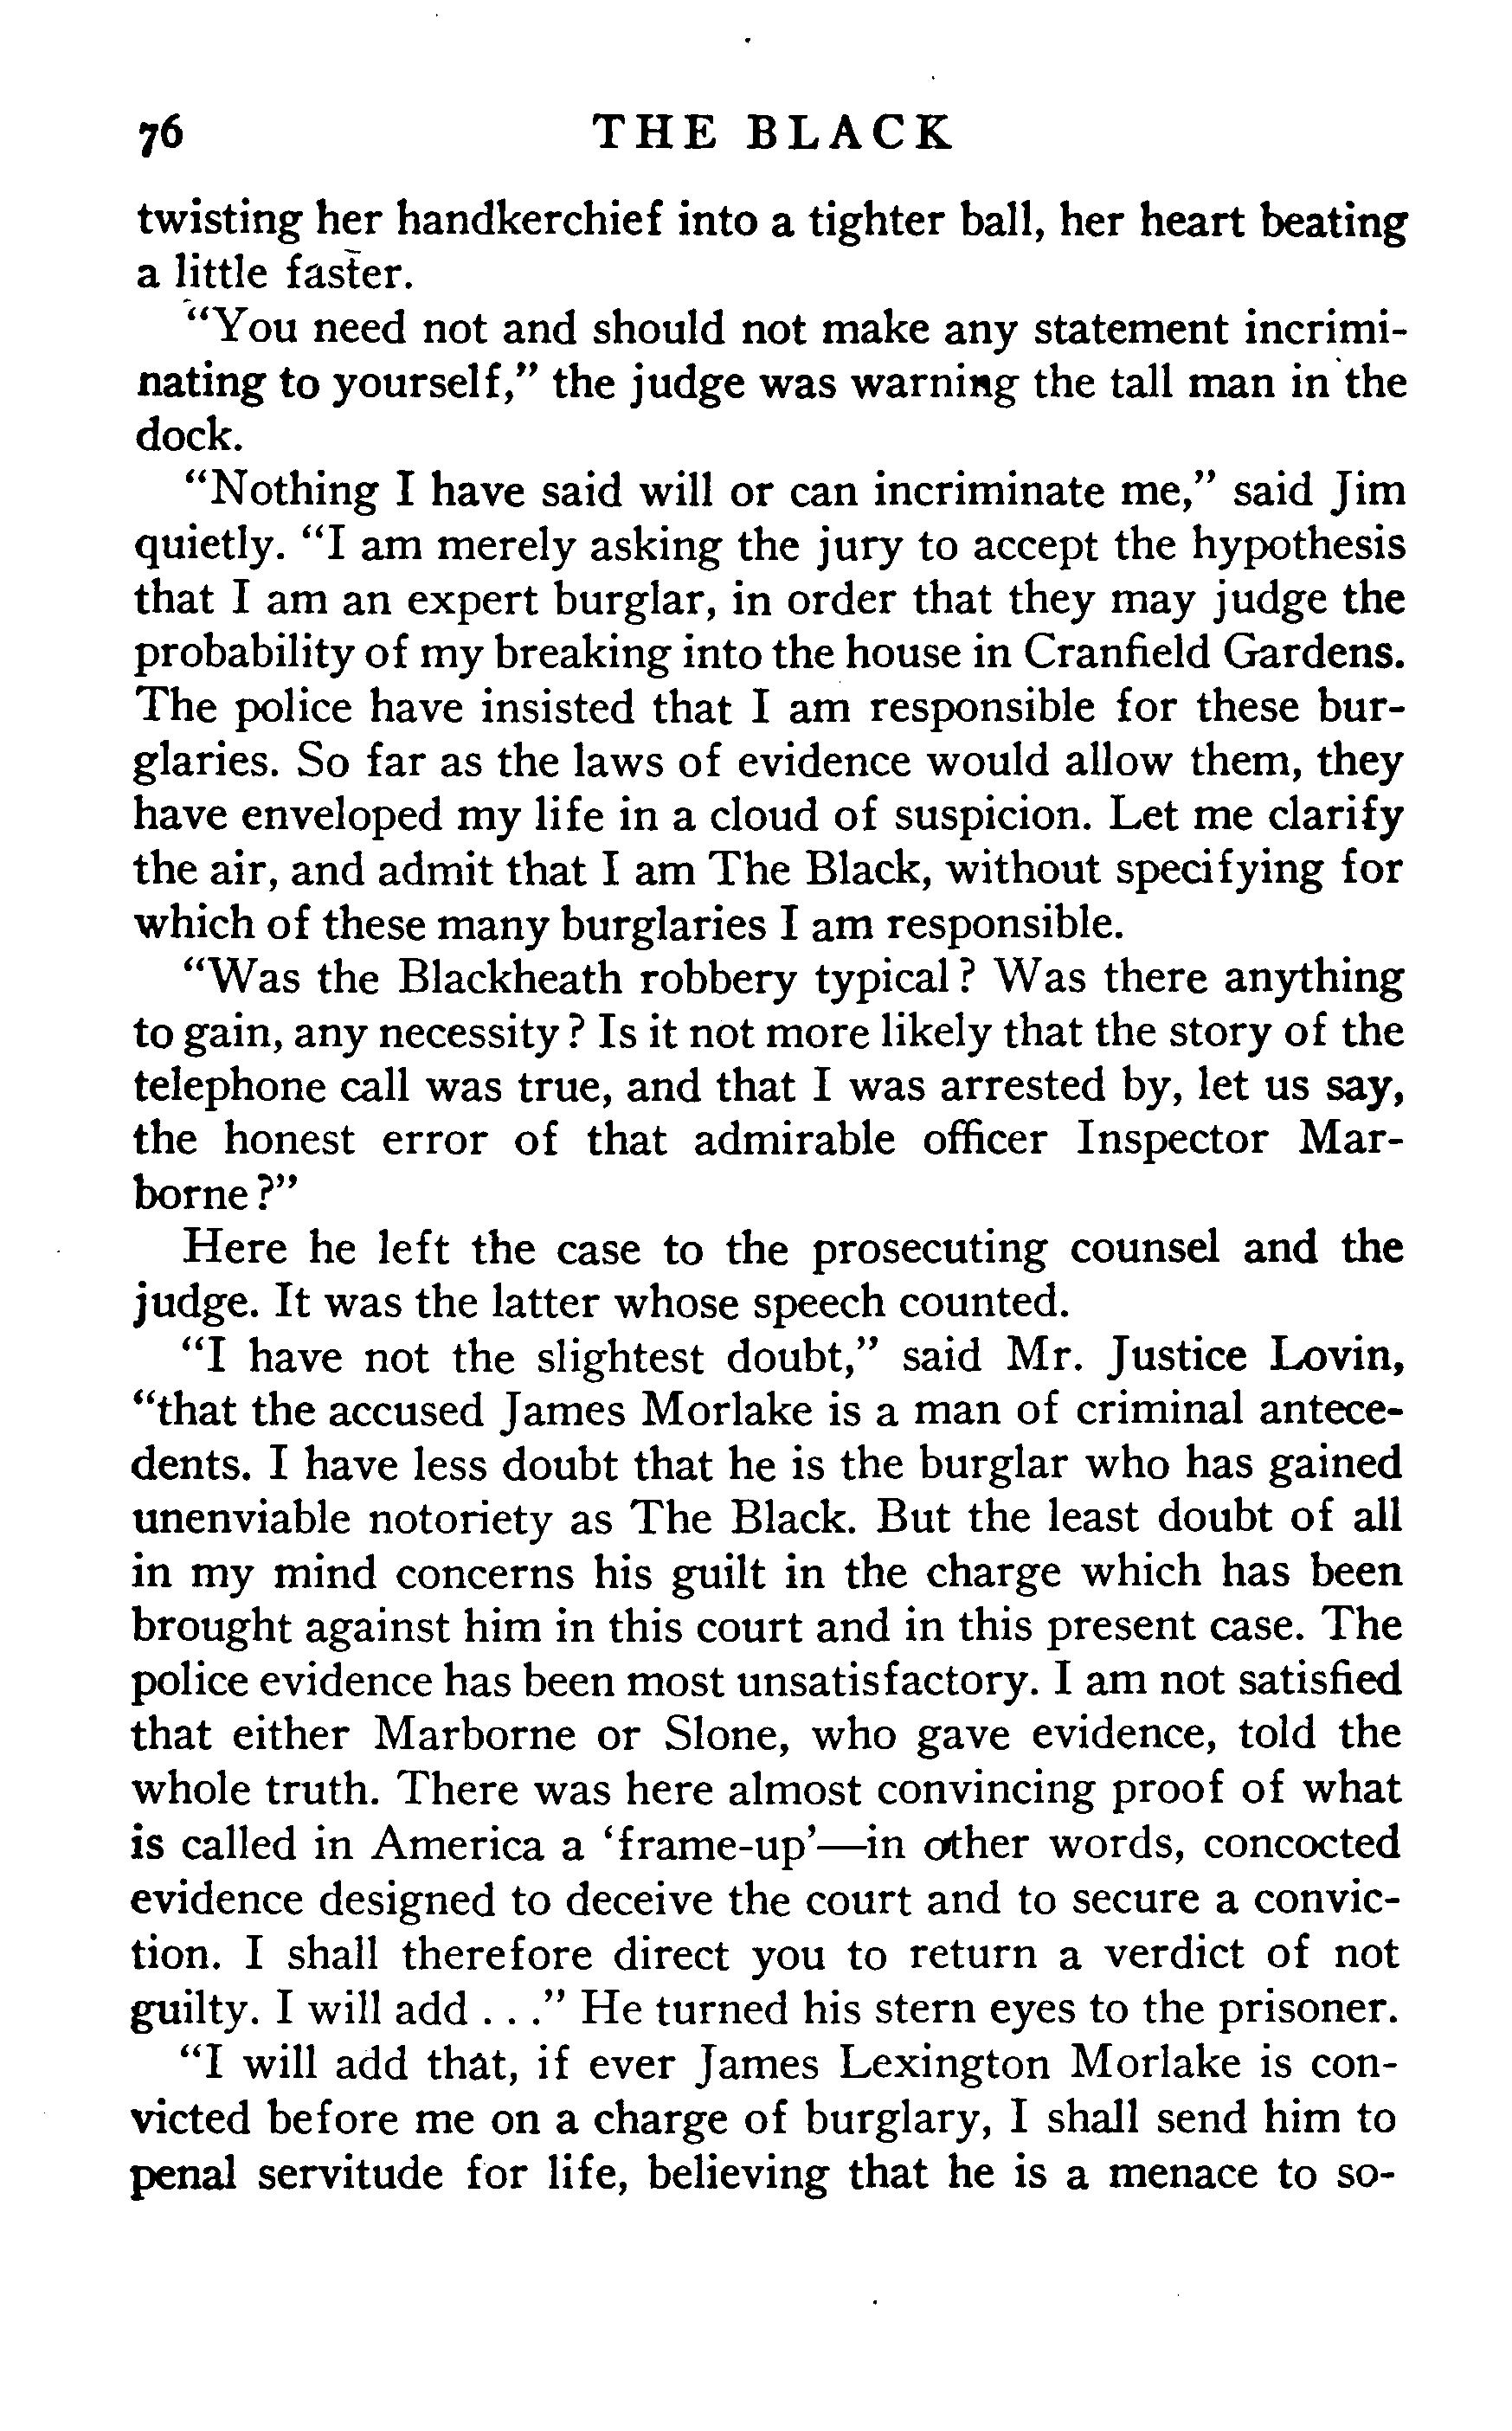 76 THE BLACK
twisting her handkerchief into a tighter ball, her heart beating
a little faster.
"You need not and should not make any statement incrimi-
nating to yourself," the judge was warning the tall man in the
dock.
"Nothing I have said will or can incriminate me," said Jim
quietly. "I am merely asking the jury to accept the hypothesis
that I am an expert burglar, in order that they may judge the
probability of my breaking into the house in Cranfield Gardens.
The police have insisted that I am responsible for these bur-
glaries. So far as the laws of evidence would allow them, they
have enveloped my life in a cloud of suspicion. Let me clarify
the air, and admit that I am The Black, without specifying for
which of these many burglaries I am responsible.
"Was the Blackheath robbery typical? Was there anything
to gain, any necessity? Is it not more likely that the story of the
telephone call was true, and that I was arrested by, let us say,
the honest error of that admirable officer Inspector Mar-
borne?"
Here he left the case to the prosecuting counsel and the
judge. It was the latter whose speech counted.
"I have not the slightest doubt," said Mr. Justice Lovin,
"that the accused James Morlake is a man of criminal antece-
dents. I have less doubt that he is the burglar who has gained
unenviable notoriety as The Black. But the least doubt of all
in my mind concerns his guilt in the charge which has been
brought against him in this court and in this present case. The
police evidence has been most unsatisfactory. I am not satisfied
that either Marborne or Slone, who gave evidence, told the
whole truth. There was here almost convincing proof of what
is called in America a 'frame-up'—in other words, concocted
evidence designed to deceive the court and to secure a convic-
tion. I shall therefore direct you to return a verdict of not
guilty. I will add . . ." He turned his stern eyes to the prisoner.
"I will add that, if ever James Lexington Morlake is con-
victed before me on a charge of burglary, I shall send him to
penal servitude for life, believing that he is a menace to so-